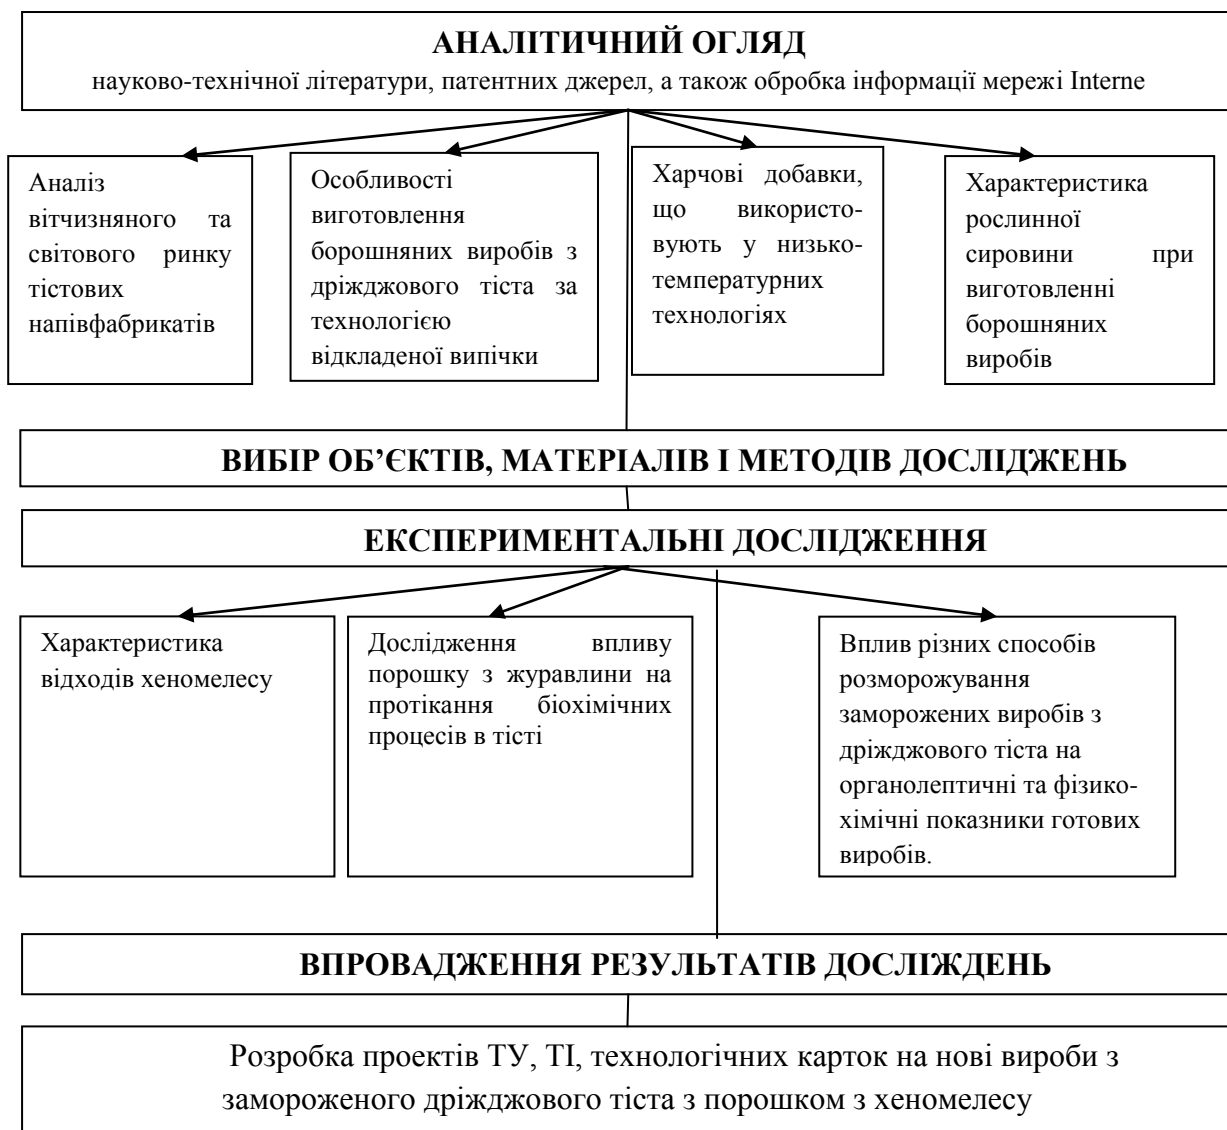 АНАЛІТИЧНИЙ ОГЛЯД
науково-технічної літератури, патентних джерел, а також обробка інформації мережі Interne
Аналіз
вітчизняного та
світового ринку
тістових
напівфабрикатів
Особливості
виготовлення
борошняних виробів з
дріжджового тіста за
технологією
відкладеної випічки
Харчові добавки,
що використо-
вують у низько-
температурних
технологіях
Характеристика
рослинної
сировини при
виготовленні
борошняних
виробів
ВИБІР ОБ’ЄКТІВ, МАТЕРІАЛІВ І МЕТОДІВ ДОСЛІДЖЕНЬ
ЕКСПЕРИМЕНТАЛЬНІ ДОСЛІДЖЕННЯ
Характеристика
відходів хеномелесу
Дослідження впливу
порошку з журавлини на
протікання біохімічних
процесів в тісті
Вплив різних способів
розморожування
заморожених виробів з
дріжджового тіста на
органолептичні та фізико-
хімічні показники готових
виробів.
ВПРОВАДЖЕННЯ РЕЗУЛЬТАТІВ ДОСЛІЖДЕНЬ
Розробка проектів ТУ, ТІ, технологічних карток на нові вироби з
замороженого дріжджового тіста з порошком з хеномелесу